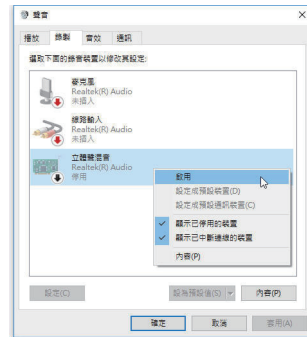 聲音
播放 錄製 音效 通訊
選取下面的錄音裝置以修改其設定:
麥克風
Realtek(R) Audio
未插入
線路輸入
Realtek(R) Audio
未插入
立體聲混音
Realtek(R) Audio
停用
啟用
設定成預設裝置(D)
設定成預設通訊裝置(C)
顯示已停用的裝置
顯示已中斷連線的裝置
內容(P)
設定(C) 設為預設值(S) 內容(P)
確定 取消 套用(A)